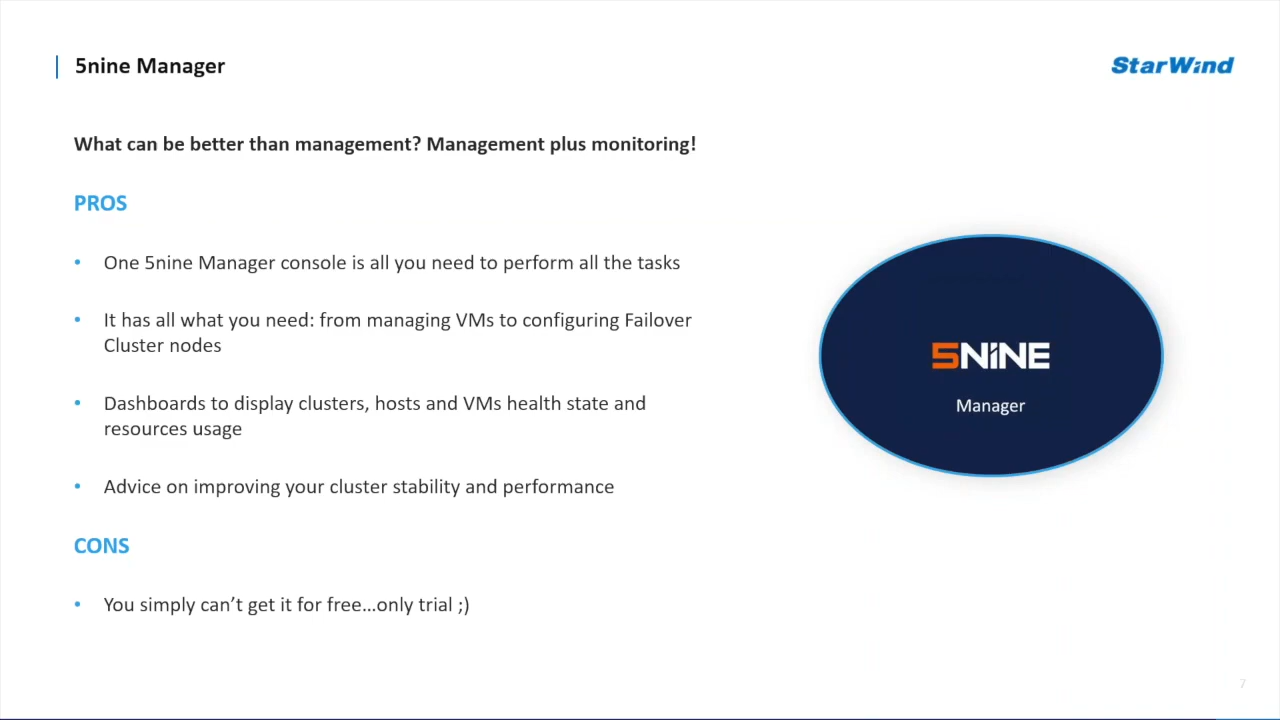 5nine Manager
StarWind
What can be better than management? Management plus monitoring!
PROS
• One 5nine Manager console is all you need to perform all the tasks
• It has all what you need: from managing VMs to configuring Failover
Cluster nodes
• Dashboards to display clusters, hosts and VMs health state and
resources usage
• Advice on improving your cluster stability and performance
CONS
• You simply can’t get it for free…only trial ;)
5NINE
Manager
7